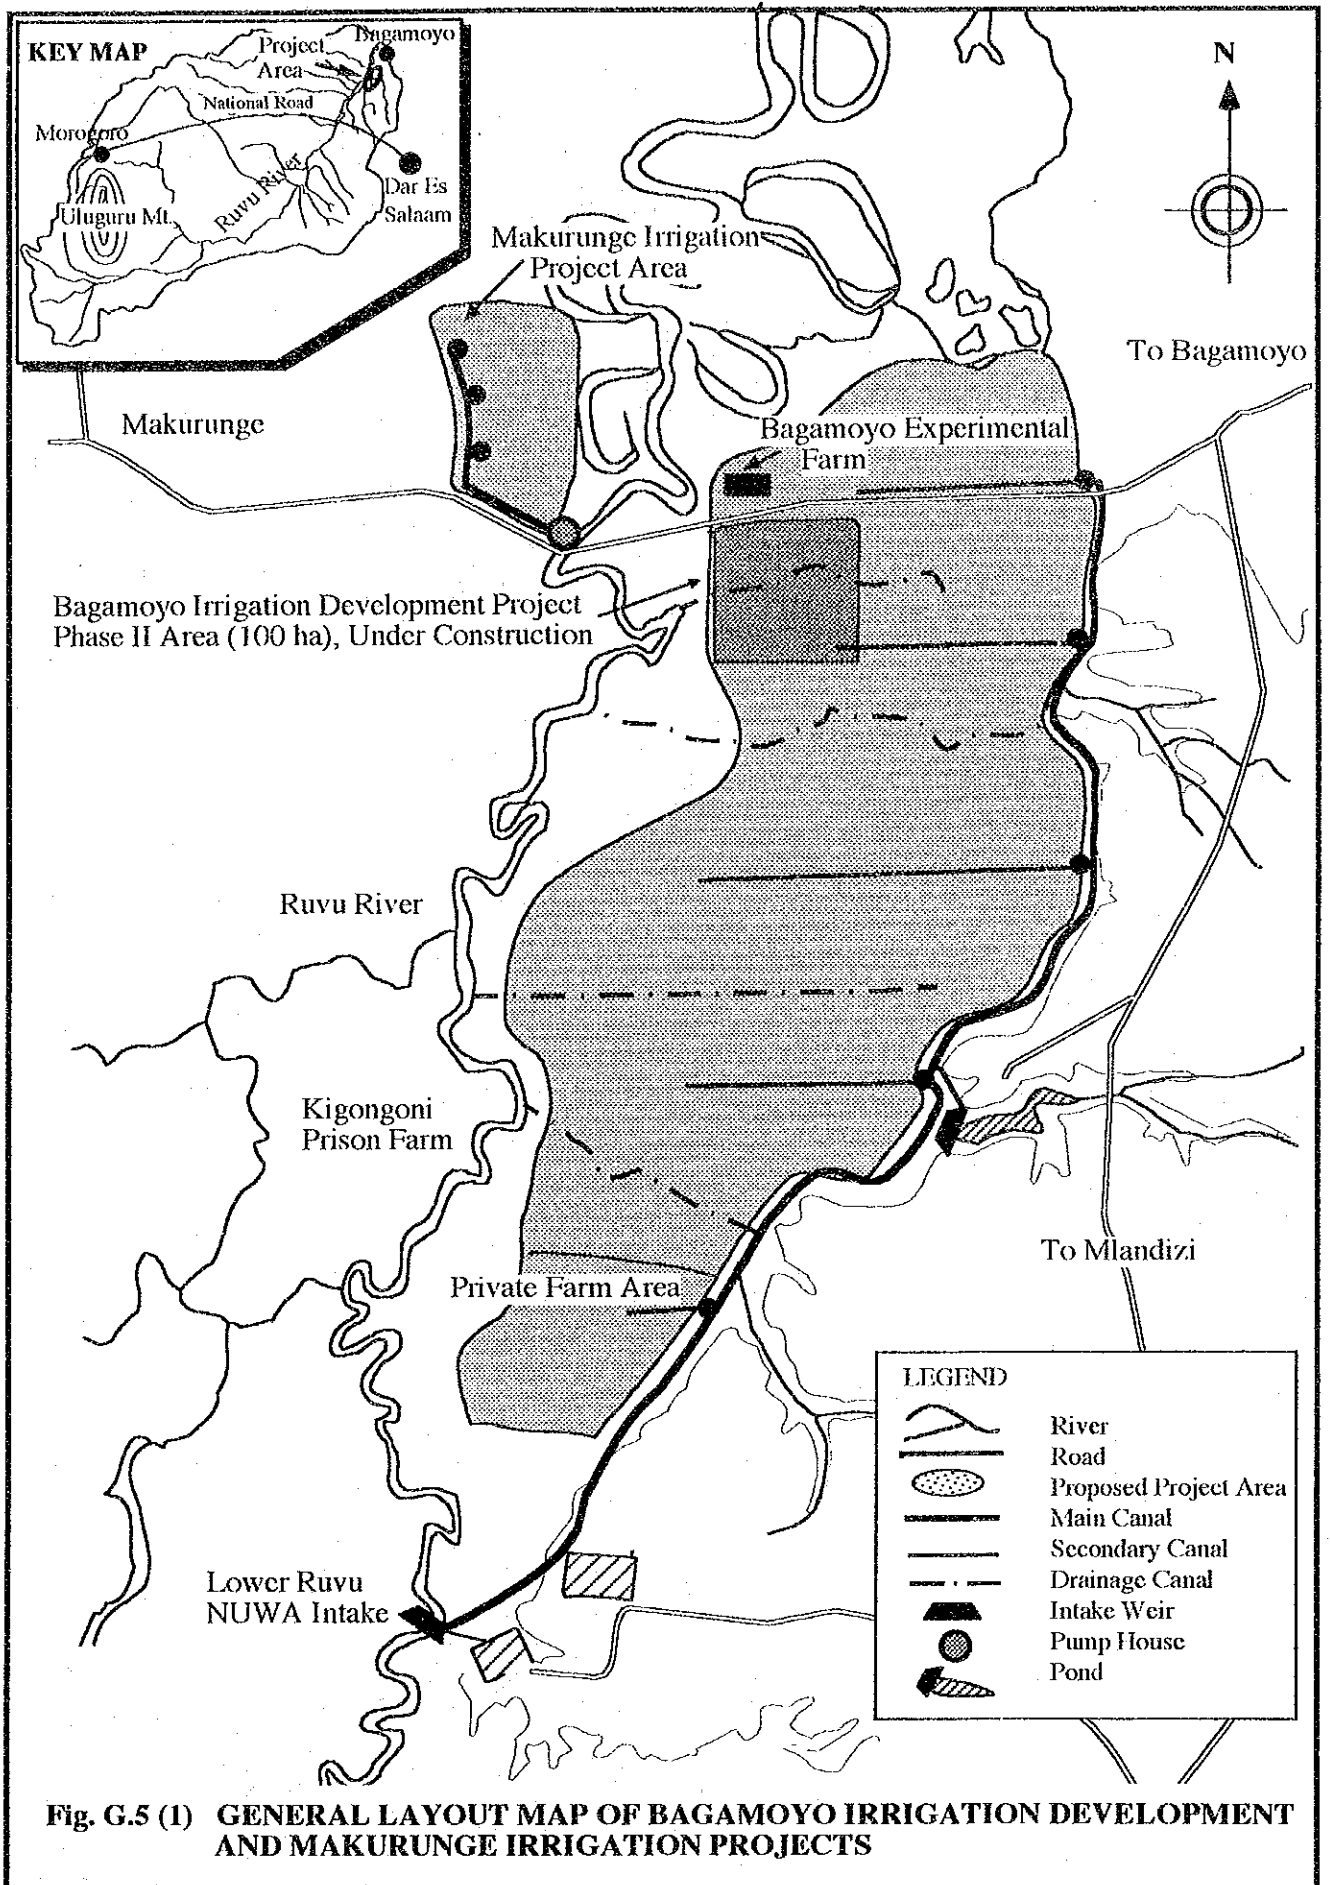 KEY MAP
Bagamoyo
Project
Area
National Road
Morogoro
Ruvu River
Dar Es
Salaam
Uluguru Mt.
N
Makurunge Irrigation
Project Area
To Bagamoyo
Makurunge
Bagamoyo Experimental
Farm
Bagamoyo Irrigation Development Project
Phase II Area (100 ha), Under Construction
Ruvu River
Kigongoni
Prison Farm
To Mlandizi
Private Farm Area
LEGEND
River
Road
Proposed Project Area
Main Canal
Secondary Canal
Drainage Canal
Intake Weir
Pump House
Pond
Lower Ruvu
NUWA Intake
Fig. G.5 (1) GENERAL LAYOUT MAP OF BAGAMOYO IRRIGATION DEVELOPMENT
AND MAKURUNGE IRRIGATION PROJECTS